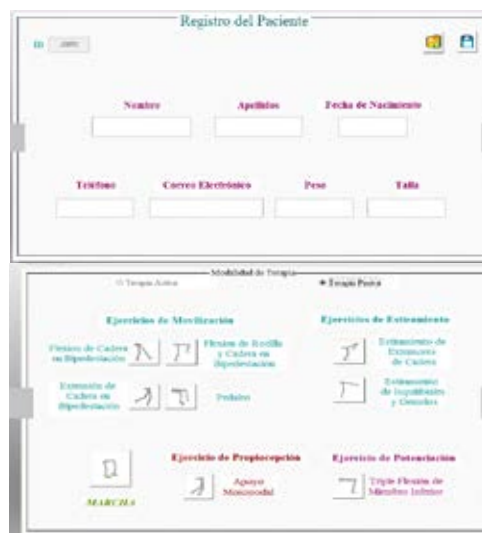 Registro del Paciente
ID
Nombre Apellidos Fecha de Nacimiento
Teléfono Correo Electrónico Peso Talla
Modalidad de Terapia
Terapia Activa Terapia Pasiva
Ejercicios de Movilización Ejercicios de Estiramiento
Flexión de Cadera
en Bipedestación
Flexión de Rodilla
y Cadera en
Bipedestación
Estiramiento de
Extensores
de Cadera
Extensión de
Cadera en
Bipedestación
Pedaleo
Estiramiento
de Isquiotibiales
y Gemelos
MARCHA
Ejercicio de Propiocepción
Apoyo
Monopodal
Ejercicio de Potenciación
Triple Flexión de
Miembro Inferior